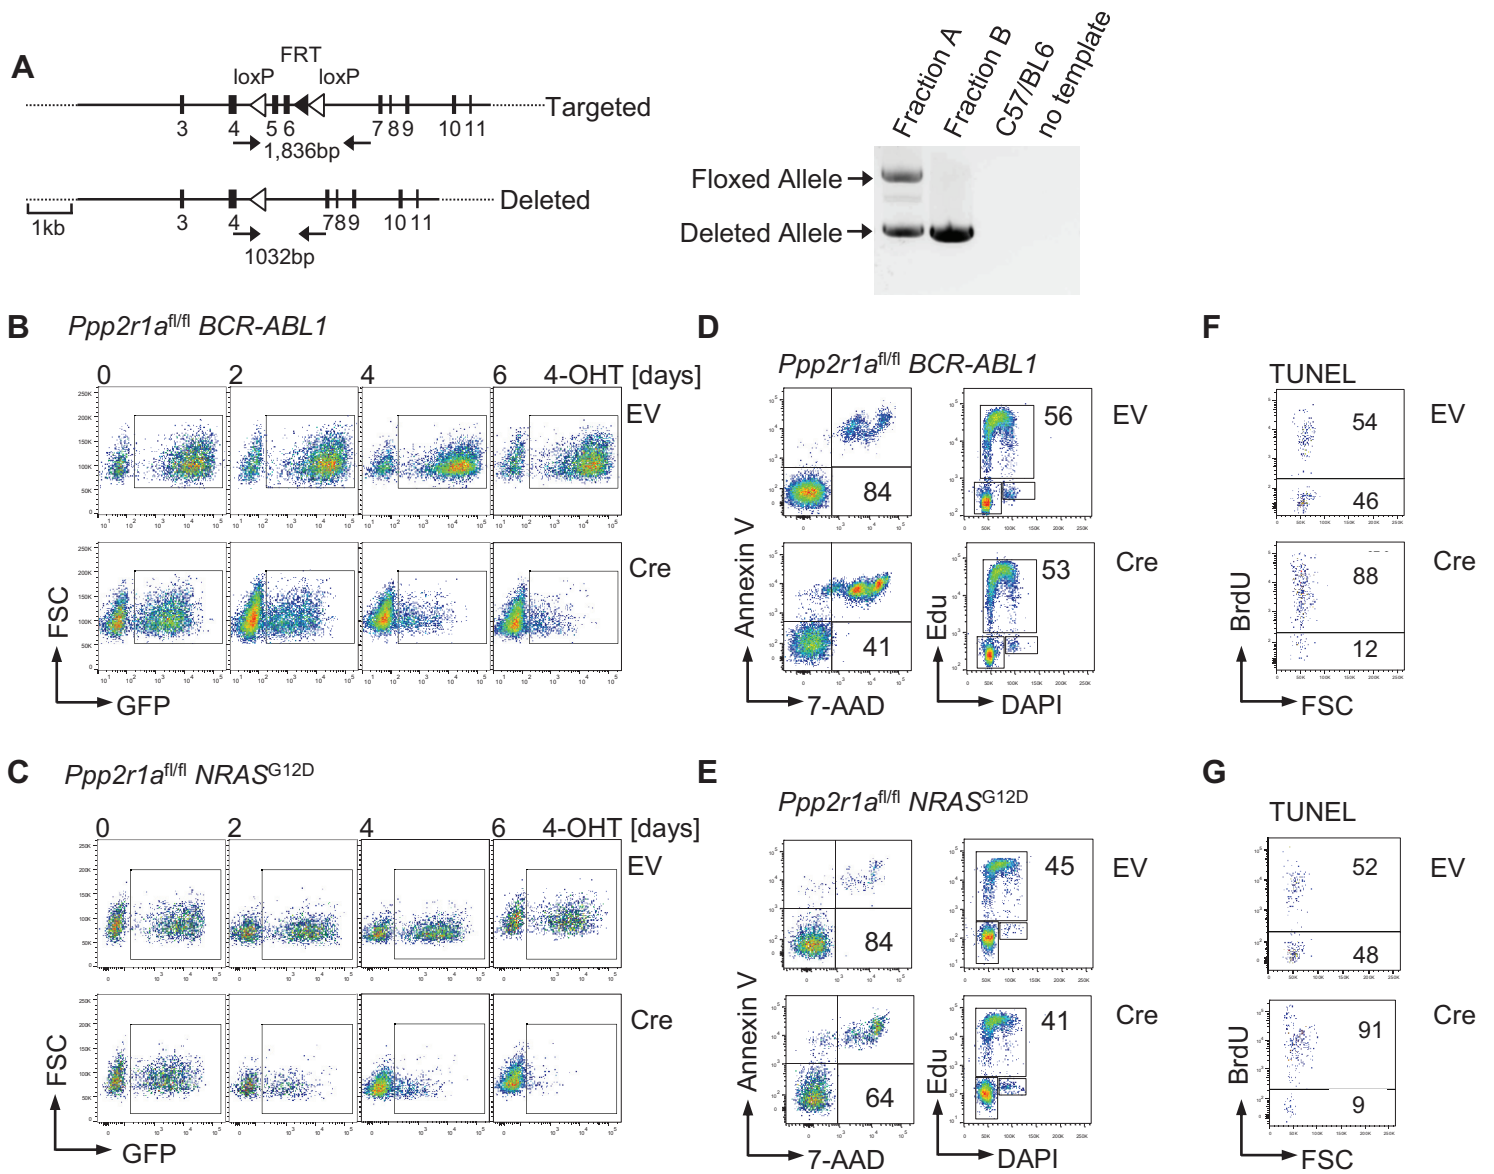 A
FRT
loxP loxP
Targeted
3 4 5 6 7 8 9 10 11
1,836bp
Deleted
1kb
3 4 7 8 9 10 11
1032bp
Fraction A
Fraction B
C57/BL6
no template
Floxed Allele
Deleted Allele
B
Ppp2r1afl/fl BCR-ABL1
0 2 4 6 4-OHT [days]
EV
Cre
FSC
GFP
C
Ppp2r1afl/fl NRASG12D
0 2 4 6 4-OHT [days]
EV
Cre
FSC
GFP
D
Ppp2r1afl/fl BCR-ABL1
84
56
EV
41
53
Cre
Annexin V
7-AAD
Edu
DAPI
E
Ppp2r1afl/fl NRASG12D
84
45
EV
64
41
Cre
Annexin V
7-AAD
Edu
DAPI
F
TUNEL
54
46
EV
88
12
Cre
BrdU
FSC
G
TUNEL
52
48
EV
91
9
Cre
BrdU
FSC